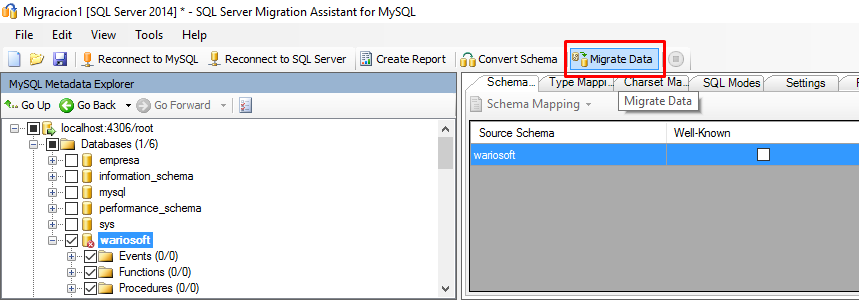 Migracion1 [SQL Server 2014] * - SQL Server Migration Assistant for MySQL
File Edit View Tools Help
Reconnect to MySQL Reconnect to SQL Server Create Report Convert Schema Migrate Data
MySQL Metadata Explorer
Go Up Go Back Go Forward
localhost:4306/root
Databases (1/6)
empresa
information_schema
mysql
performance_schema
sys
wariosoft
Events (0/0)
Functions (0/0)
Procedures (0/0)
Schema... Type Mappi... Charset Ma... SQL Modes Settings
Schema Mapping
Migrate Data
Source Schema Well-Known
wariosoft